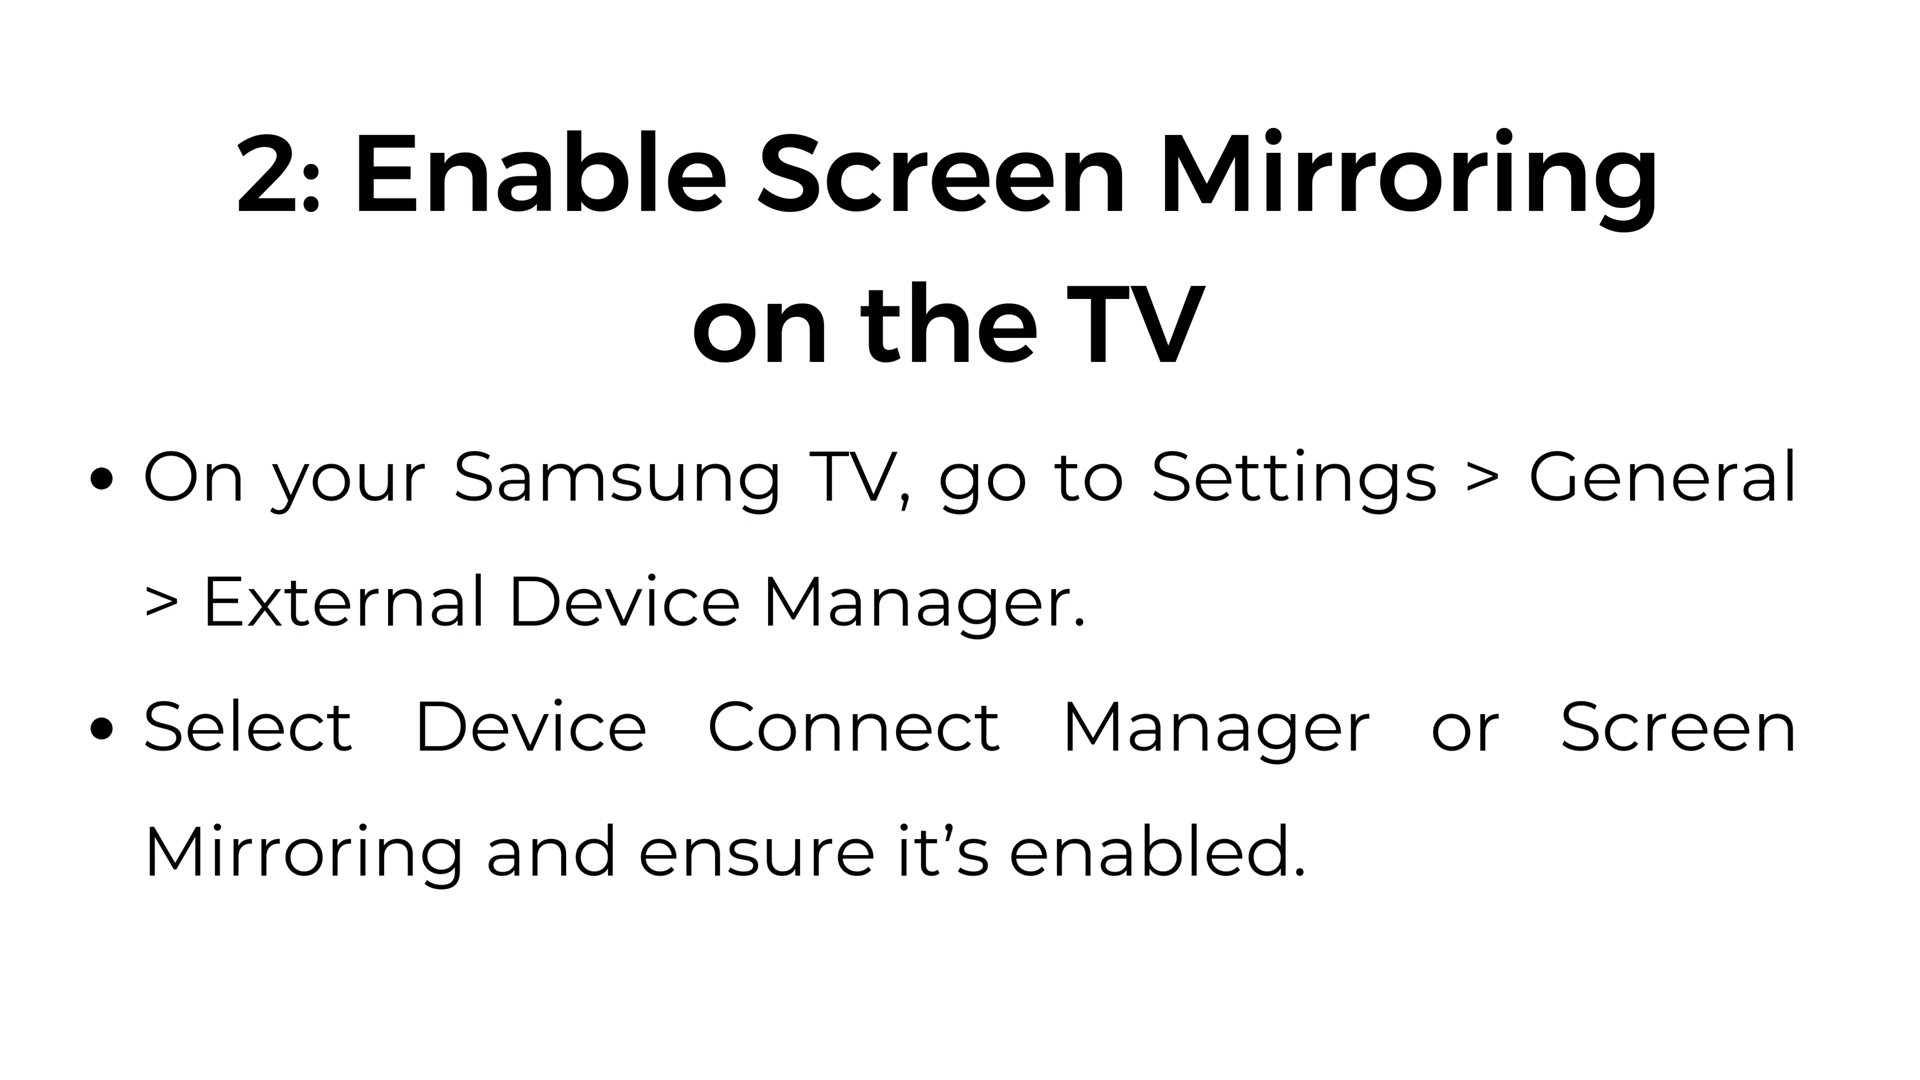 2: Enable Screen Mirroring
on the TV
• On your Samsung TV, go to Settings > General
> External Device Manager.
• Select Device Connect Manager or Screen
Mirroring and ensure it’s enabled.